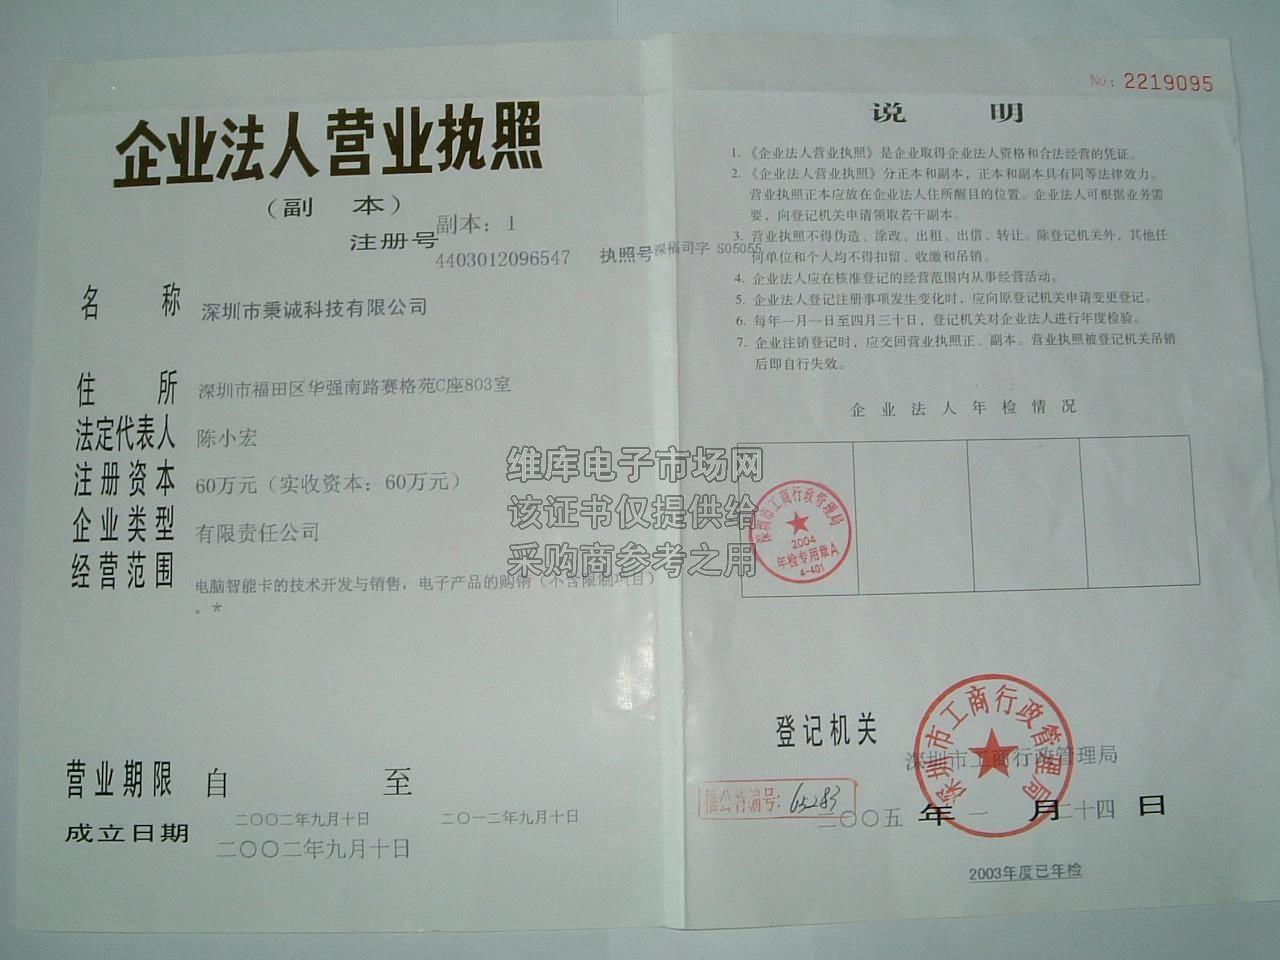 企业法人营业执照
（副 本）
副本：1
注册号
4403012096547 执照号 深福司字 S05055
名 称 深圳市秉诚科技有限公司
住 所 深圳市福田区华强南路赛格苑C座803室
法定代表人 陈小宏
注册资本 60万元（实收资本：60万元）
企业类型 有限责任公司
经营范围 电脑智能卡的技术开发与销售，电子产品的购销（不含限制项目）
。*
营业期限 自 至
二〇〇二年九月十日 二〇一二年九月十日
成立日期 二〇〇二年九月十日
No: 2219095
说 明
1. 《企业法人营业执照》是企业取得企业法人资格和合法经营的凭证。
2. 《企业法人营业执照》分正本和副本，正本和副本具有同等法律效力。
营业执照正本应放在企业法人住所醒目的位置。企业法人可根据业务需
要，向登记机关申请领取若干副本。
3. 营业执照不得伪造、涂改、出租、出借、转让。除登记机关外，其他任
何单位和个人均不得扣留、收缴和吊销。
4. 企业法人应在核准登记的经营范围内从事经营活动。
5. 企业法人登记注册事项发生变化时，应向原登记机关申请变更登记。
6. 每年一月一日至四月三十日，登记机关对企业法人进行年度检验。
7. 企业注销登记时，应交回营业执照正、副本。营业执照被登记机关吊销
后即自行失效。
企业法人年检情况
深圳市工商行政管理局
2004
年检专用章A
4-401
维库电子市场网
该证书仅提供给
采购商参考之用
登记机关
深圳市工商行政管理局
深圳市工商行政管理局
编号: 65283
二〇〇五 年 一 月 二十四 日
2003年度已年检